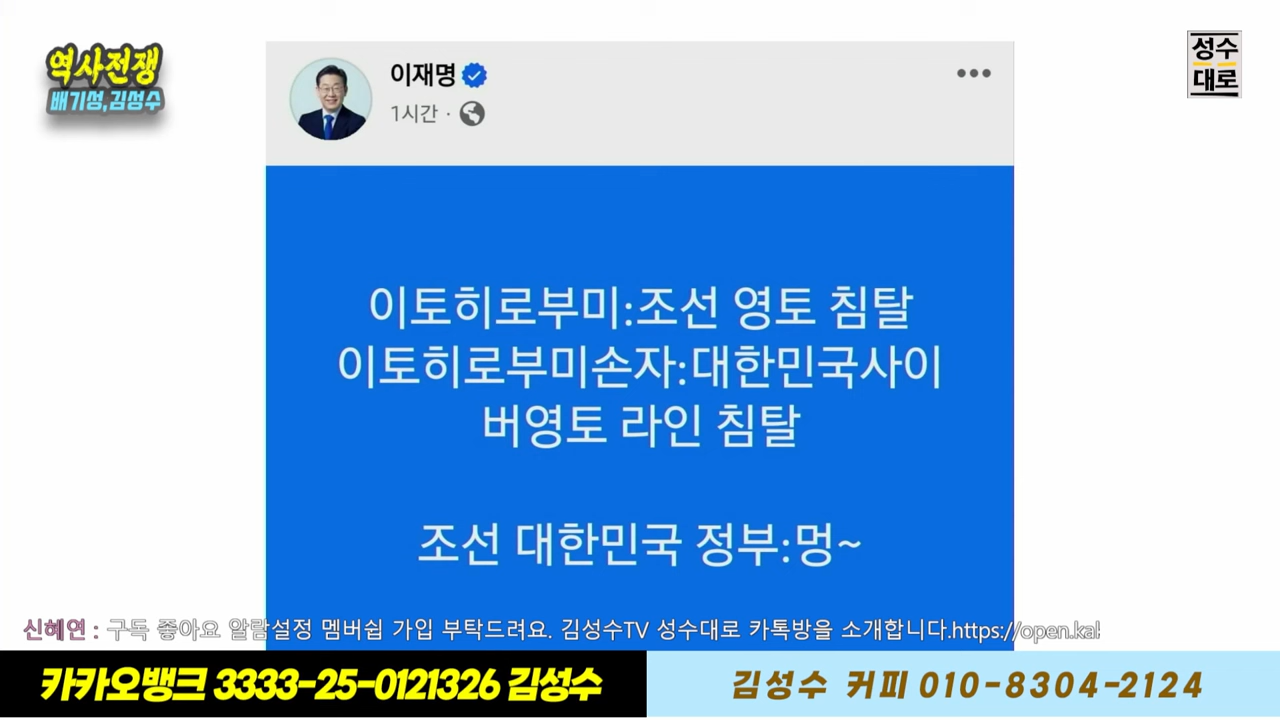 역사전쟁
배기성,김성수
이재명
1시간 ·
성수
대로
이토히로부미:조선 영토 침탈
이토히로부미손자:대한민국사이
버영토 라인 침탈
조선 대한민국 정부:멍~
신혜연 : 구독 좋아요 알람설정 멤버쉽 가입 부탁드려요. 김성수TV 성수대로 카톡방을 소개합니다.https://open.kak
카카오뱅크 3333-25-0121326 김성수
김성수 커피 010-8304-2124